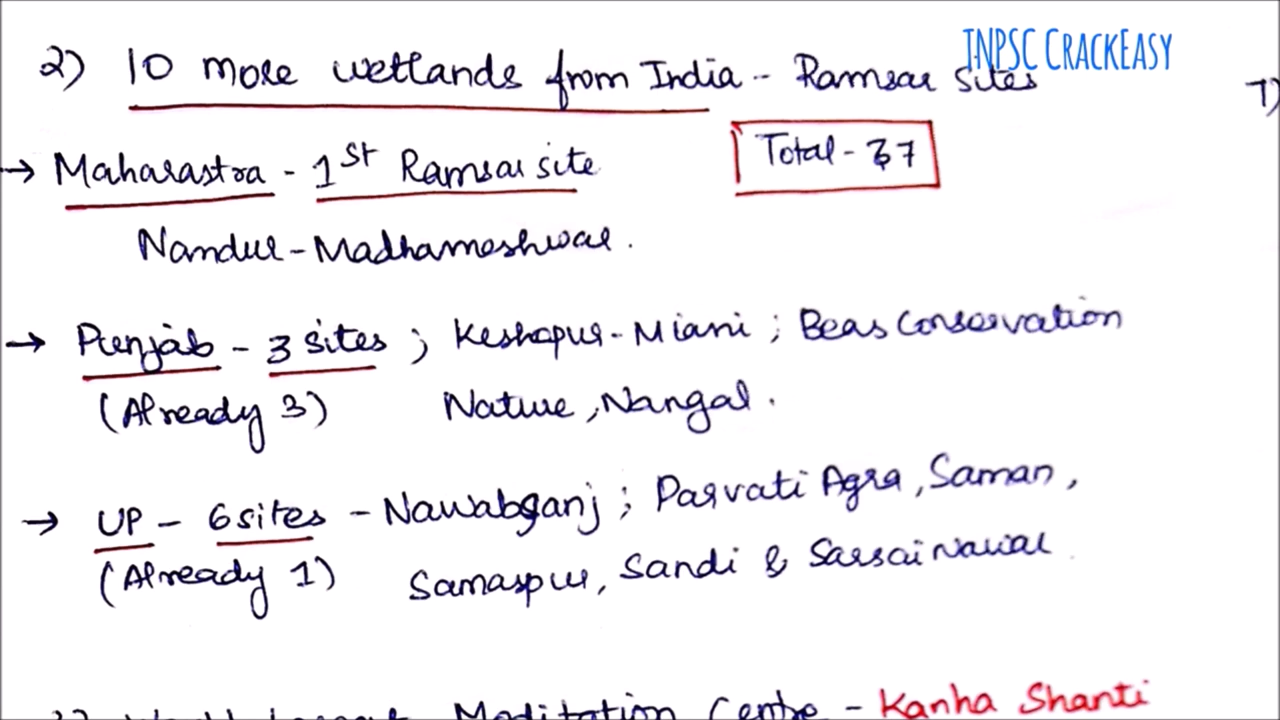 TNPSC CRACKEASY
2) 10 more wetlands from India - Ramsar Sites
7)
→ Maharastra - 1st Ramsar site
Total - 37
Nandur - Madhameshwar.
→ Punjab - 3 sites ; Keshopur - Miani ; Beas Conservation
(Already 3) Nature, Nangal.
→ UP - 6 sites - Nawabganj ; Parvati Agra, Saman,
(Already 1) Samaspur, Sandi & Sarsai Nawar
Meditation Centre - Kanha Shanti